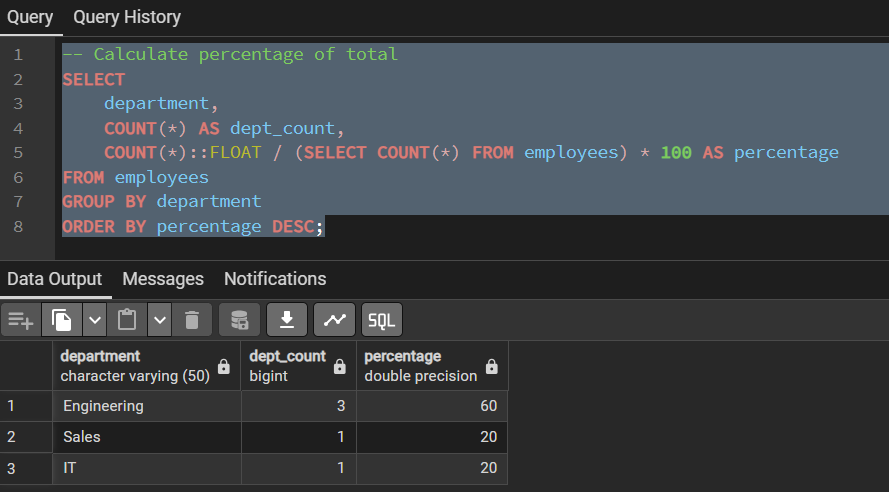 Query Query History
1 -- Calculate percentage of total
2 SELECT
3 department,
4 COUNT(*) AS dept_count,
5 COUNT(*)::FLOAT / (SELECT COUNT(*) FROM employees) * 100 AS percentage
6 FROM employees
7 GROUP BY department
8 ORDER BY percentage DESC;
Data Output Messages Notifications
SQL
department dept_count percentage
character varying (50) bigint double precision
1 Engineering 3 60
2 Sales 1 20
3 IT 1 20